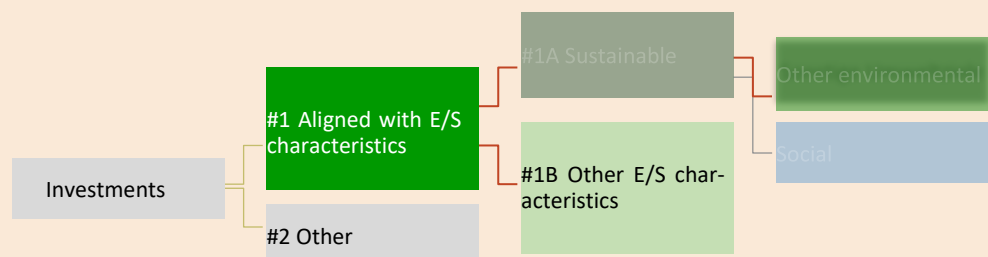 #1A Sustainable
Other environmental
#1 Aligned with E/S
characteristics
Social
#1B Other E/S char-
acteristics
Investments
#2 Other